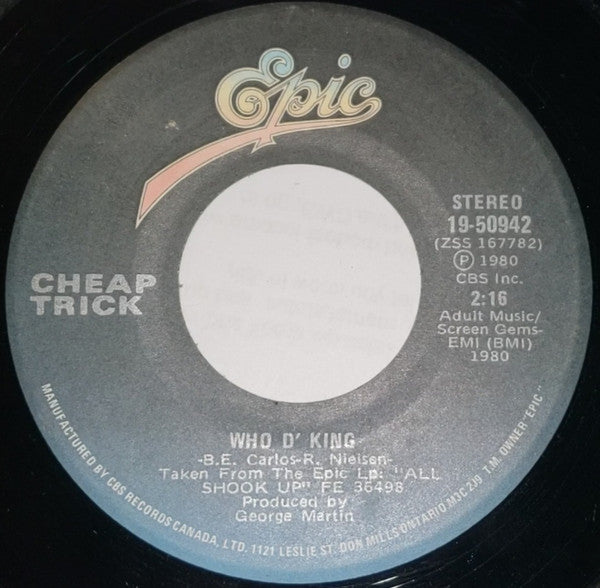 Epic
STEREO
19-50942
(ZSS 167782)
Ⓟ 1980
CBS Inc.
2:16
Adult Music/
Screen Gems-
EMI (BMI)
1980
CHEAP
TRICK
WHO D' KING
-B.E. Carlos-R. Nielsen-
Taken From The Epic Lp: "ALL
SHOOK UP" FE 36498
Produced by
George Martin
MANUFACTURED BY CBS RECORDS CANADA, LTD. 1121 LESLIE ST. DON MILLS ONTARIO M3C 2J9 T.M. OWNER "EPIC"